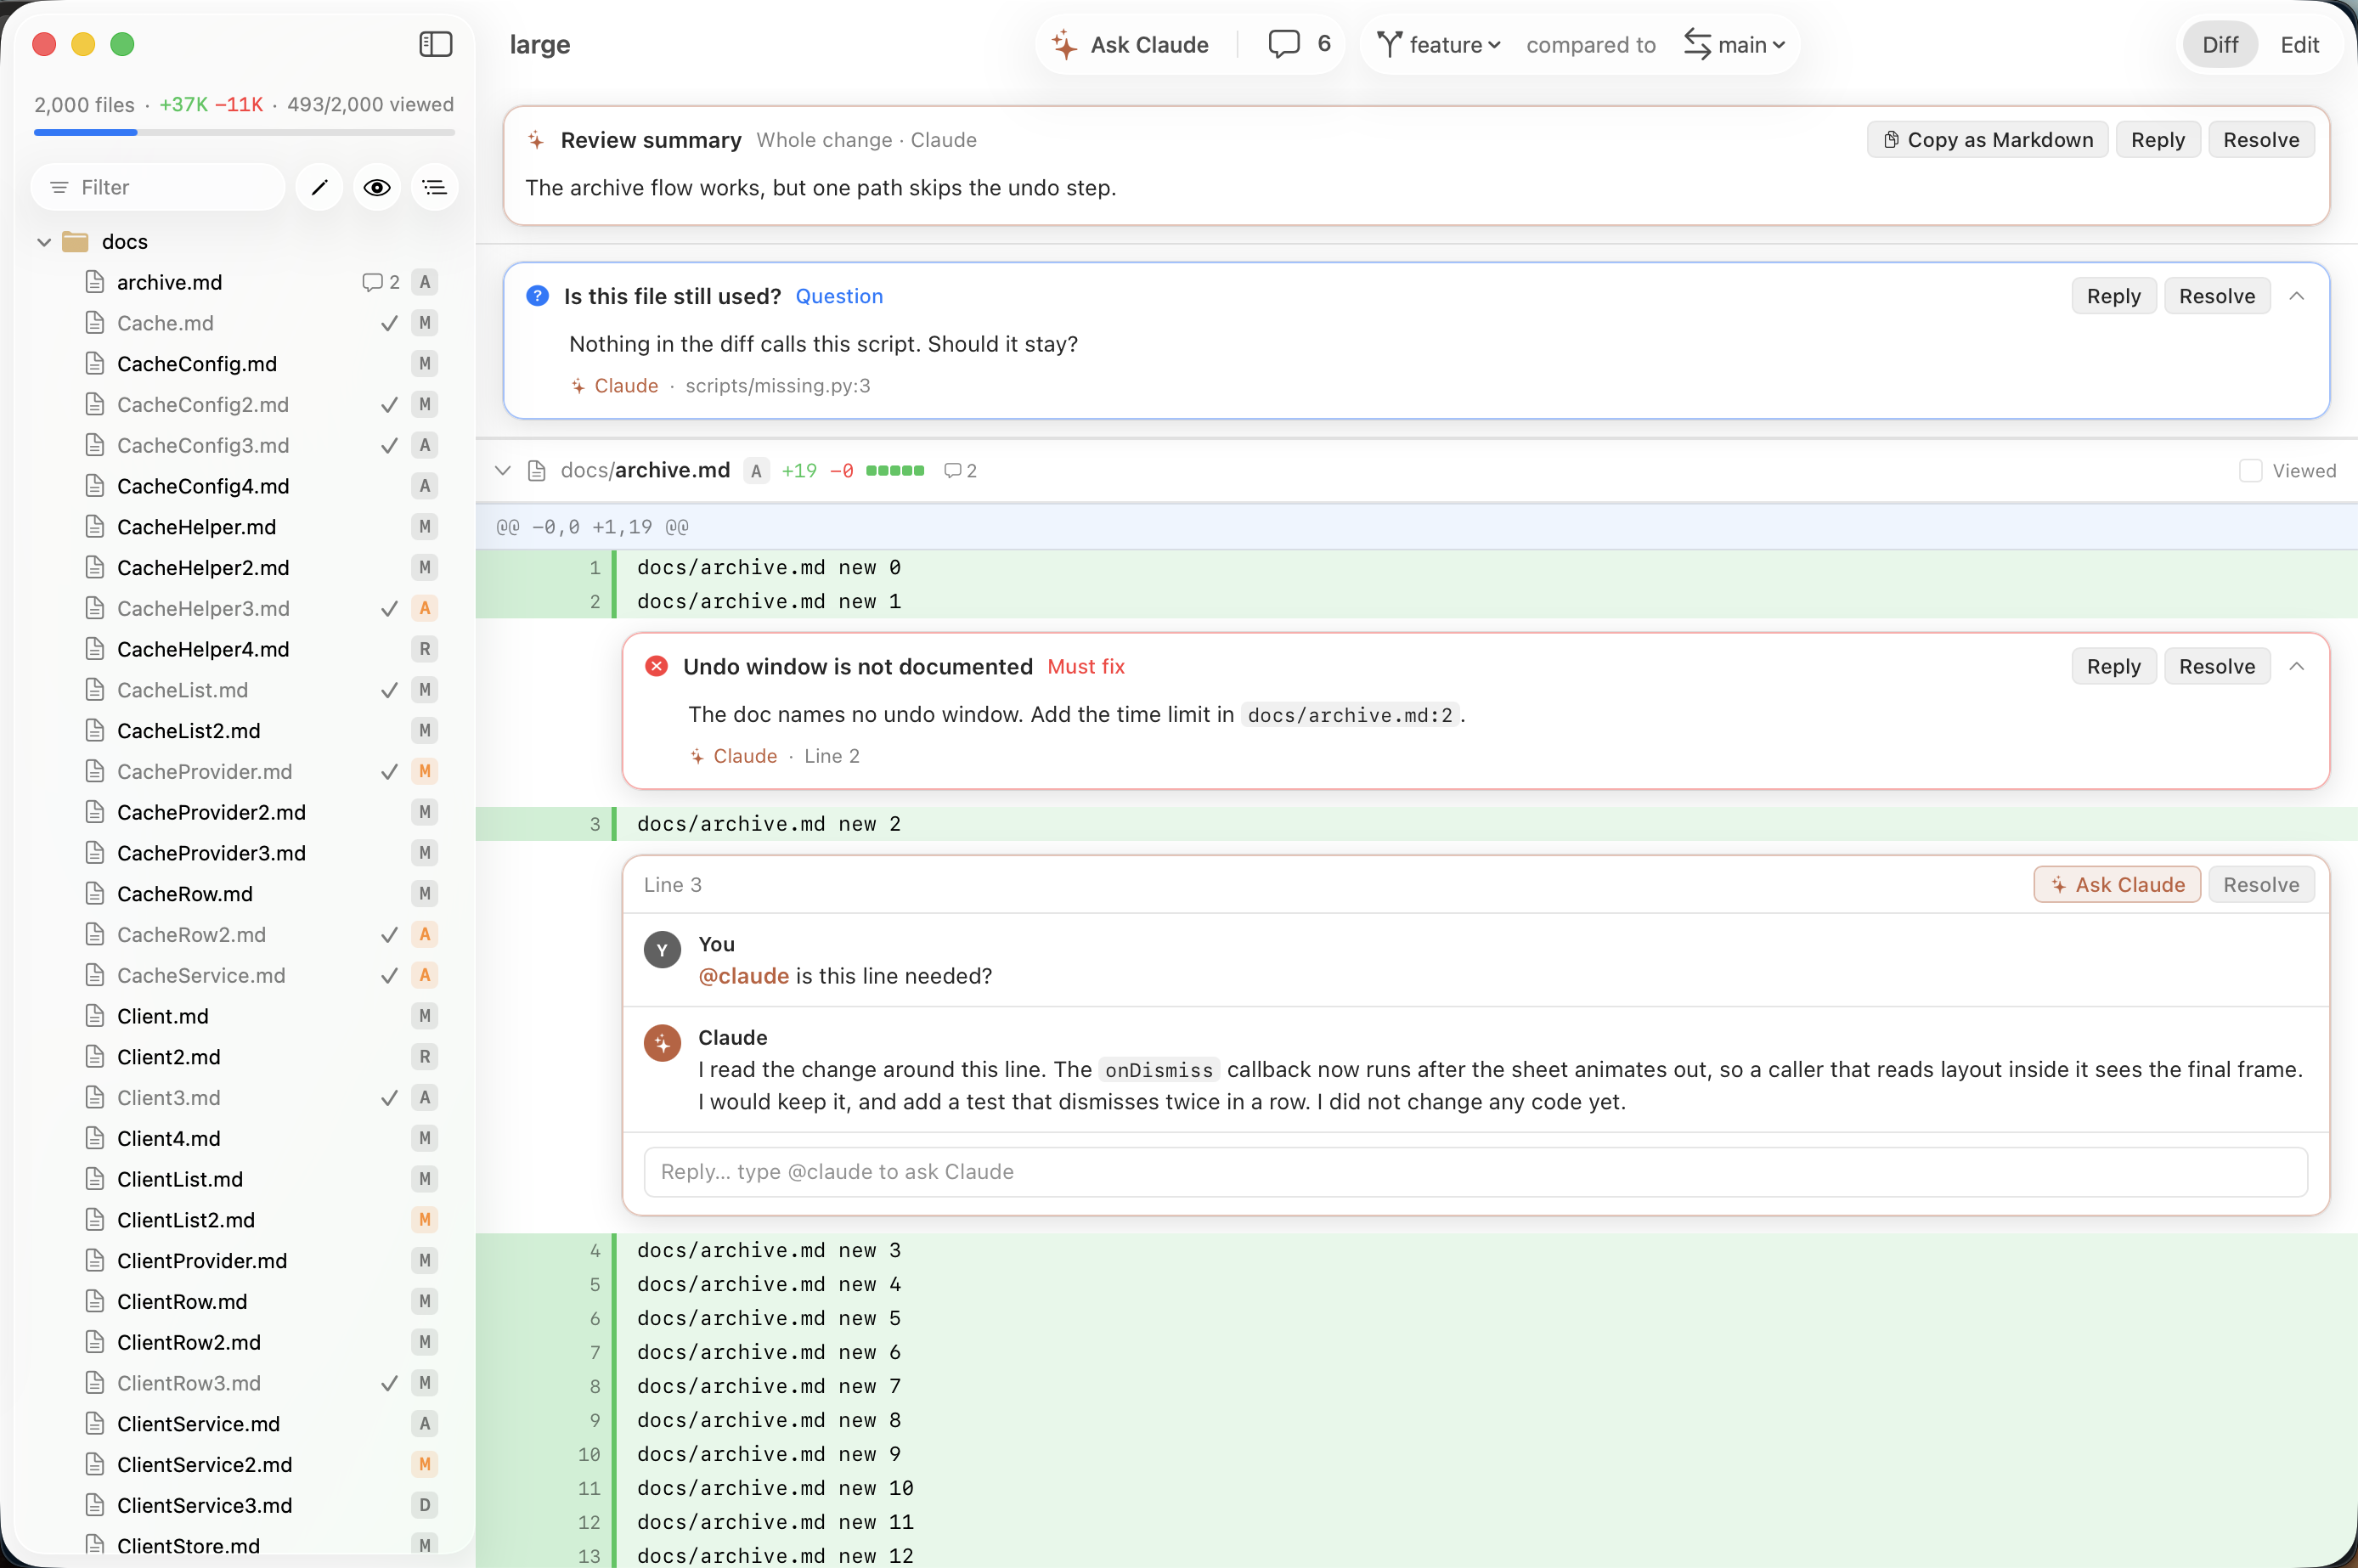 large
Ask Claude
6
feature
compared to
main
Diff
Edit
2,000 files · +37K −11K · 493/2,000 viewed
Filter
docs
archive.md 2 A
Cache.md M
CacheConfig.md M
CacheConfig2.md M
CacheConfig3.md A
CacheConfig4.md A
CacheHelper.md M
CacheHelper2.md M
CacheHelper3.md A
CacheHelper4.md R
CacheList.md M
CacheList2.md M
CacheProvider.md M
CacheProvider2.md M
CacheProvider3.md M
CacheRow.md M
CacheRow2.md A
CacheService.md A
Client.md M
Client2.md R
Client3.md A
Client4.md M
ClientList.md M
ClientList2.md M
ClientProvider.md M
ClientRow.md M
ClientRow2.md M
ClientRow3.md M
ClientService.md A
ClientService2.md M
ClientService3.md D
ClientStore.md M
Review summary Whole change · Claude
Copy as Markdown Reply Resolve
The archive flow works, but one path skips the undo step.
Is this file still used? Question
Reply Resolve
Nothing in the diff calls this script. Should it stay?
Claude · scripts/missing.py:3
docs/archive.md A +19 −0 2
Viewed
@@ −0,0 +1,19 @@
1 docs/archive.md new 0
2 docs/archive.md new 1
Undo window is not documented Must fix
Reply Resolve
The doc names no undo window. Add the time limit in docs/archive.md:2.
Claude · Line 2
3 docs/archive.md new 2
Line 3
Ask Claude Resolve
Y
You
@claude is this line needed?
Claude
I read the change around this line. The onDismiss callback now runs after the sheet animates out, so a caller that reads layout inside it sees the final frame.
I would keep it, and add a test that dismisses twice in a row. I did not change any code yet.
Reply... type @claude to ask Claude
4 docs/archive.md new 3
5 docs/archive.md new 4
6 docs/archive.md new 5
7 docs/archive.md new 6
8 docs/archive.md new 7
9 docs/archive.md new 8
10 docs/archive.md new 9
11 docs/archive.md new 10
12 docs/archive.md new 11
13 docs/archive.md new 12